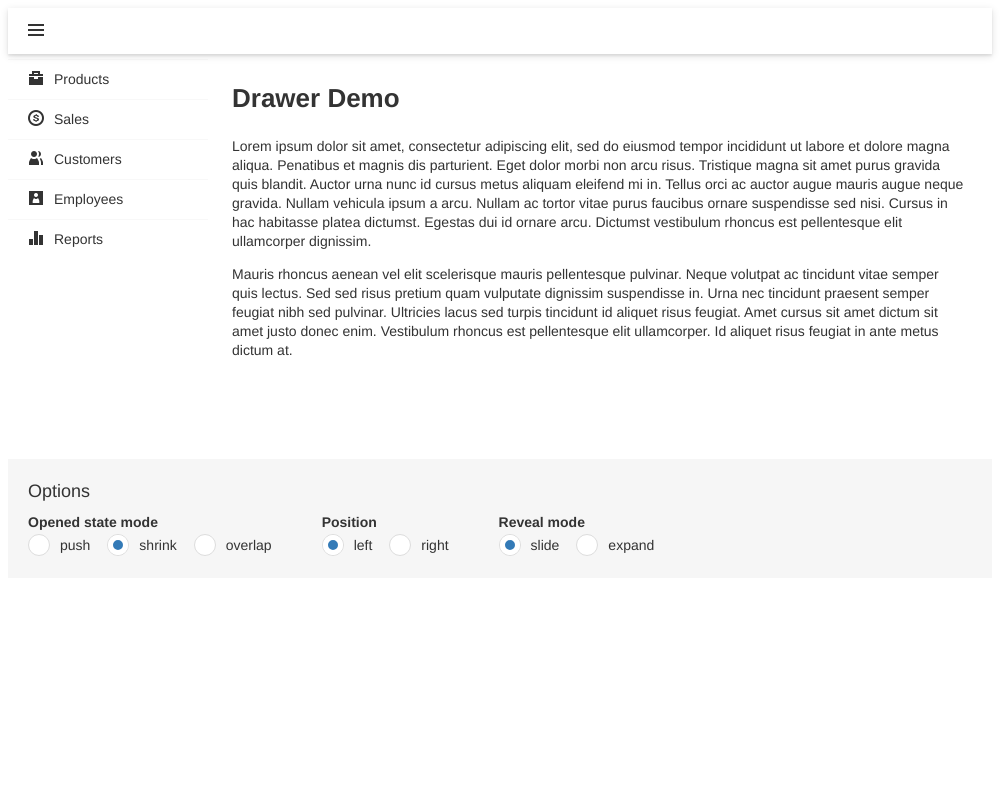 Products
Sales
Customers
Employees
Reports
Drawer Demo
Lorem ipsum dolor sit amet, consectetur adipiscing elit, sed do eiusmod tempor incididunt ut labore et dolore magna
aliqua. Penatibus et magnis dis parturient. Eget dolor morbi non arcu risus. Tristique magna sit amet purus gravida
quis blandit. Auctor urna nunc id cursus metus aliquam eleifend mi in. Tellus orci ac auctor augue mauris augue neque
gravida. Nullam vehicula ipsum a arcu. Nullam ac tortor vitae purus faucibus ornare suspendisse sed nisi. Cursus in
hac habitasse platea dictumst. Egestas dui id ornare arcu. Dictumst vestibulum rhoncus est pellentesque elit
ullamcorper dignissim.
Mauris rhoncus aenean vel elit scelerisque mauris pellentesque pulvinar. Neque volutpat ac tincidunt vitae semper
quis lectus. Sed sed risus pretium quam vulputate dignissim suspendisse in. Urna nec tincidunt praesent semper
feugiat nibh sed pulvinar. Ultricies lacus sed turpis tincidunt id aliquet risus feugiat. Amet cursus sit amet dictum sit
amet justo donec enim. Vestibulum rhoncus est pellentesque elit ullamcorper. Id aliquet risus feugiat in ante metus
dictum at.
Options
Opened state mode
push shrink overlap
Position
left right
Reveal mode
slide expand